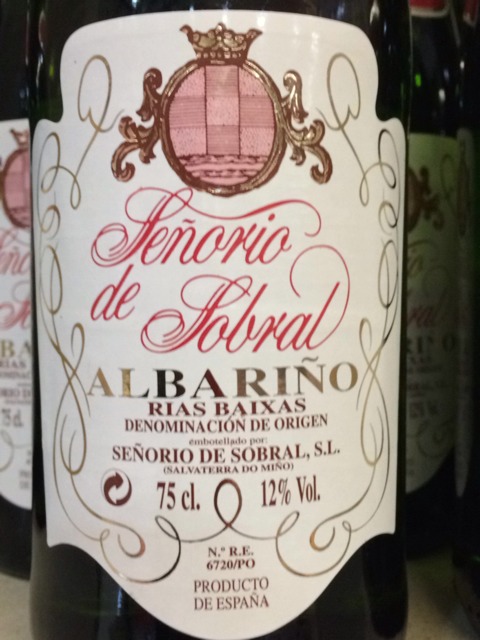 Señorio
de Sobral
ALBARIÑO
RIAS BAIXAS
DENOMINACIÓN DE ORIGEN
embotellado por:
SEÑORIO DE SOBRAL, S.L.
(SALVATERRA DO MIÑO)
75 cl. 12% Vol.
N.º R.E.
6720/PO
PRODUCTO
DE ESPAÑA